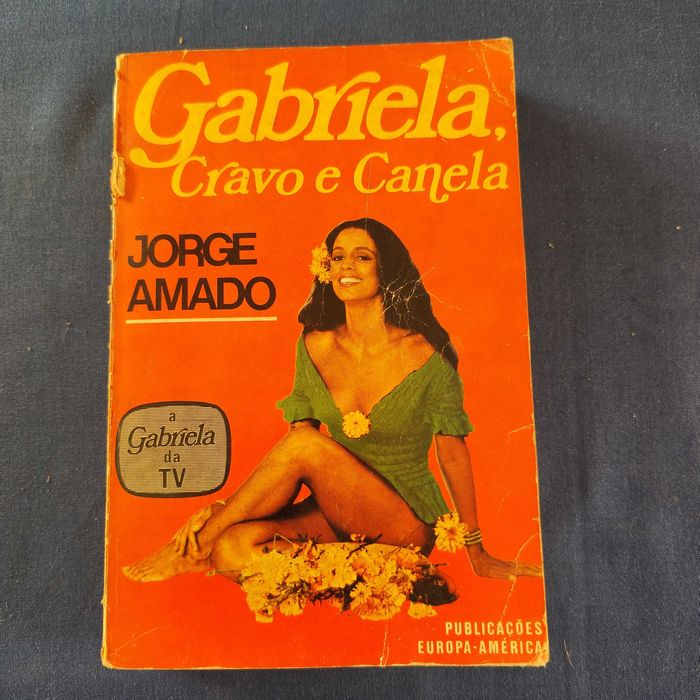 Gabriela,
Cravo e Canela
JORGE
AMADO
a
Gabriela
da
TV
PUBLICAÇÕES
EUROPA-AMÉRICA